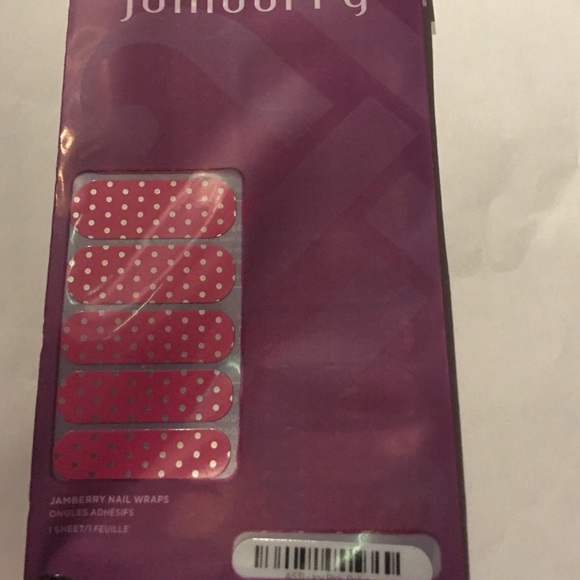 jamberry
JAMBERRY NAIL WRAPS
ONGLES ADHÉSIFS
1 SHEET/1 FEUILLE